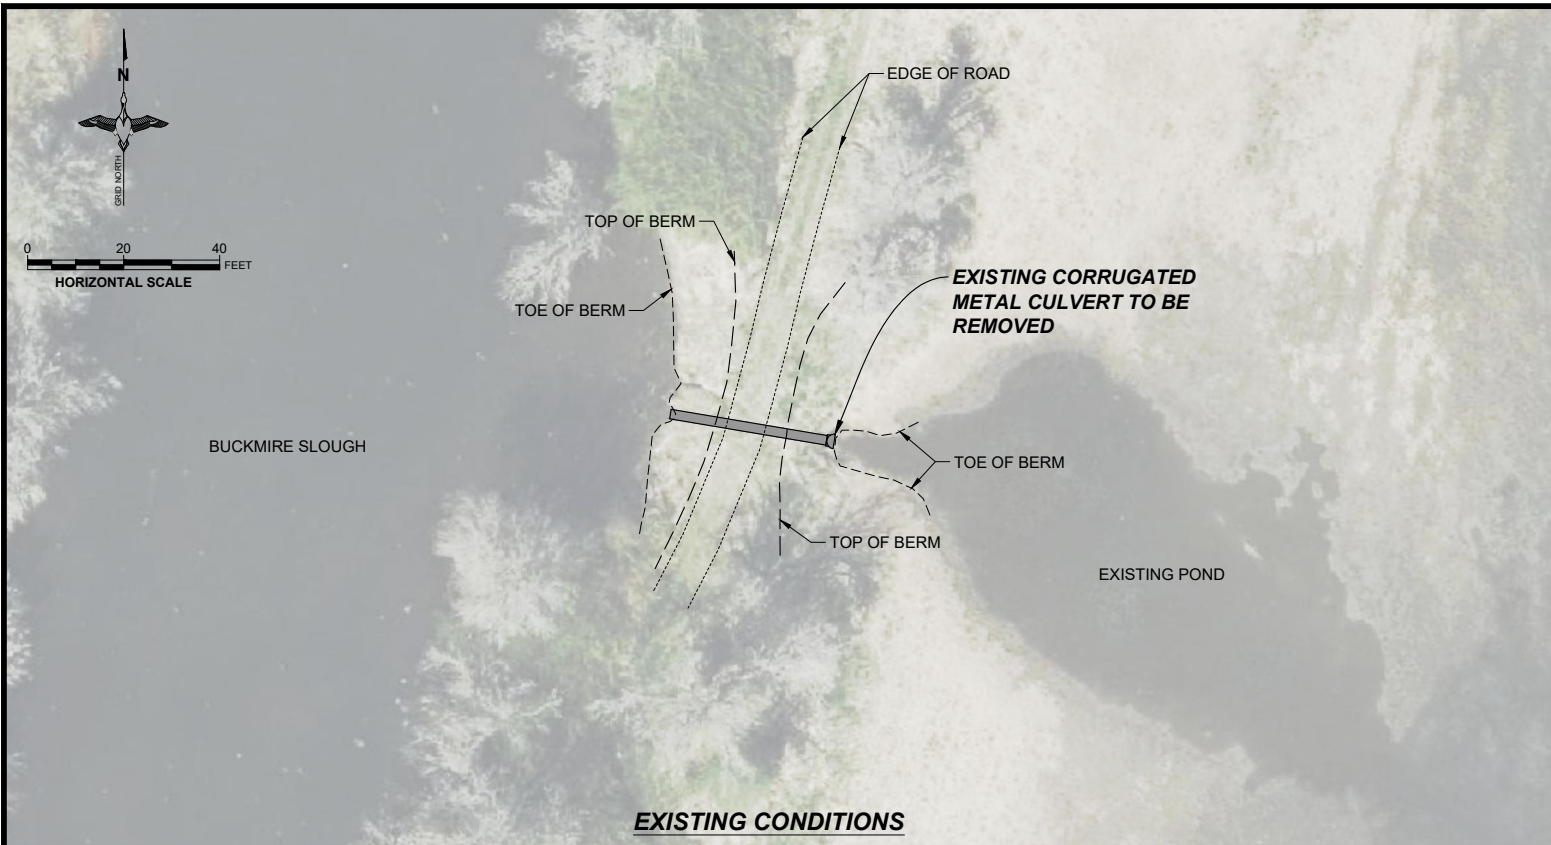 EDGE OF ROAD
N
GRID NORTH
TOP OF BERM
0 20 40
FEET
HORIZONTAL SCALE
EXISTING CORRUGATED
METAL CULVERT TO BE
REMOVED
TOE OF BERM
BUCKMIRE SLOUGH
TOE OF BERM
TOP OF BERM
EXISTING POND
EXISTING CONDITIONS